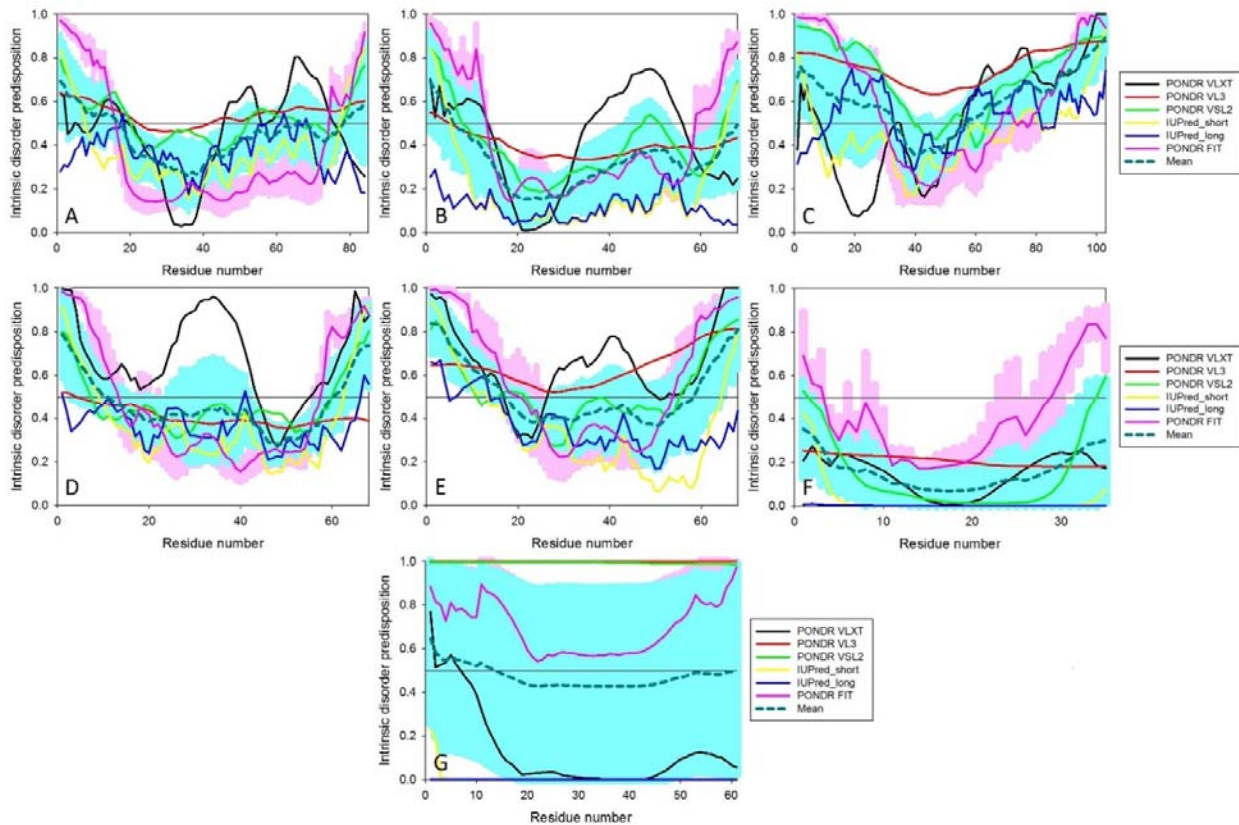 Intrinsic disorder predisposition
1.0
0.8
0.6
0.4
0.2
0.0
A
0 20 40 60 80
Residue number
Intrinsic disorder predisposition
1.0
0.8
0.6
0.4
0.2
0.0
B
0 20 40 60
Residue number
Intrinsic disorder predisposition
1.0
0.8
0.6
0.4
0.2
0.0
C
0 20 40 60 80 100
Residue number
PONDR VLXT
PONDR VL3
PONDR VSL2
IUPred_short
IUPred_long
PONDR FIT
Mean
Intrinsic disorder predisposition
1.0
0.8
0.6
0.4
0.2
0.0
D
0 20 40 60
Residue number
Intrinsic disorder predisposition
1.0
0.8
0.6
0.4
0.2
0.0
E
0 20 40 60
Residue number
Intrinsic disorder predisposition
1.0
0.8
0.6
0.4
0.2
0.0
F
0 10 20 30
Residue number
PONDR VLXT
PONDR VL3
PONDR VSL2
IUPred_short
IUPred_long
PONDR FIT
Mean
Intrinsic disorder predisposition
1.0
0.8
0.6
0.4
0.2
0.0
G
0 10 20 30 40 50 60
Residue number
PONDR VLXT
PONDR VL3
PONDR VSL2
IUPred_short
IUPred_long
PONDR FIT
Mean